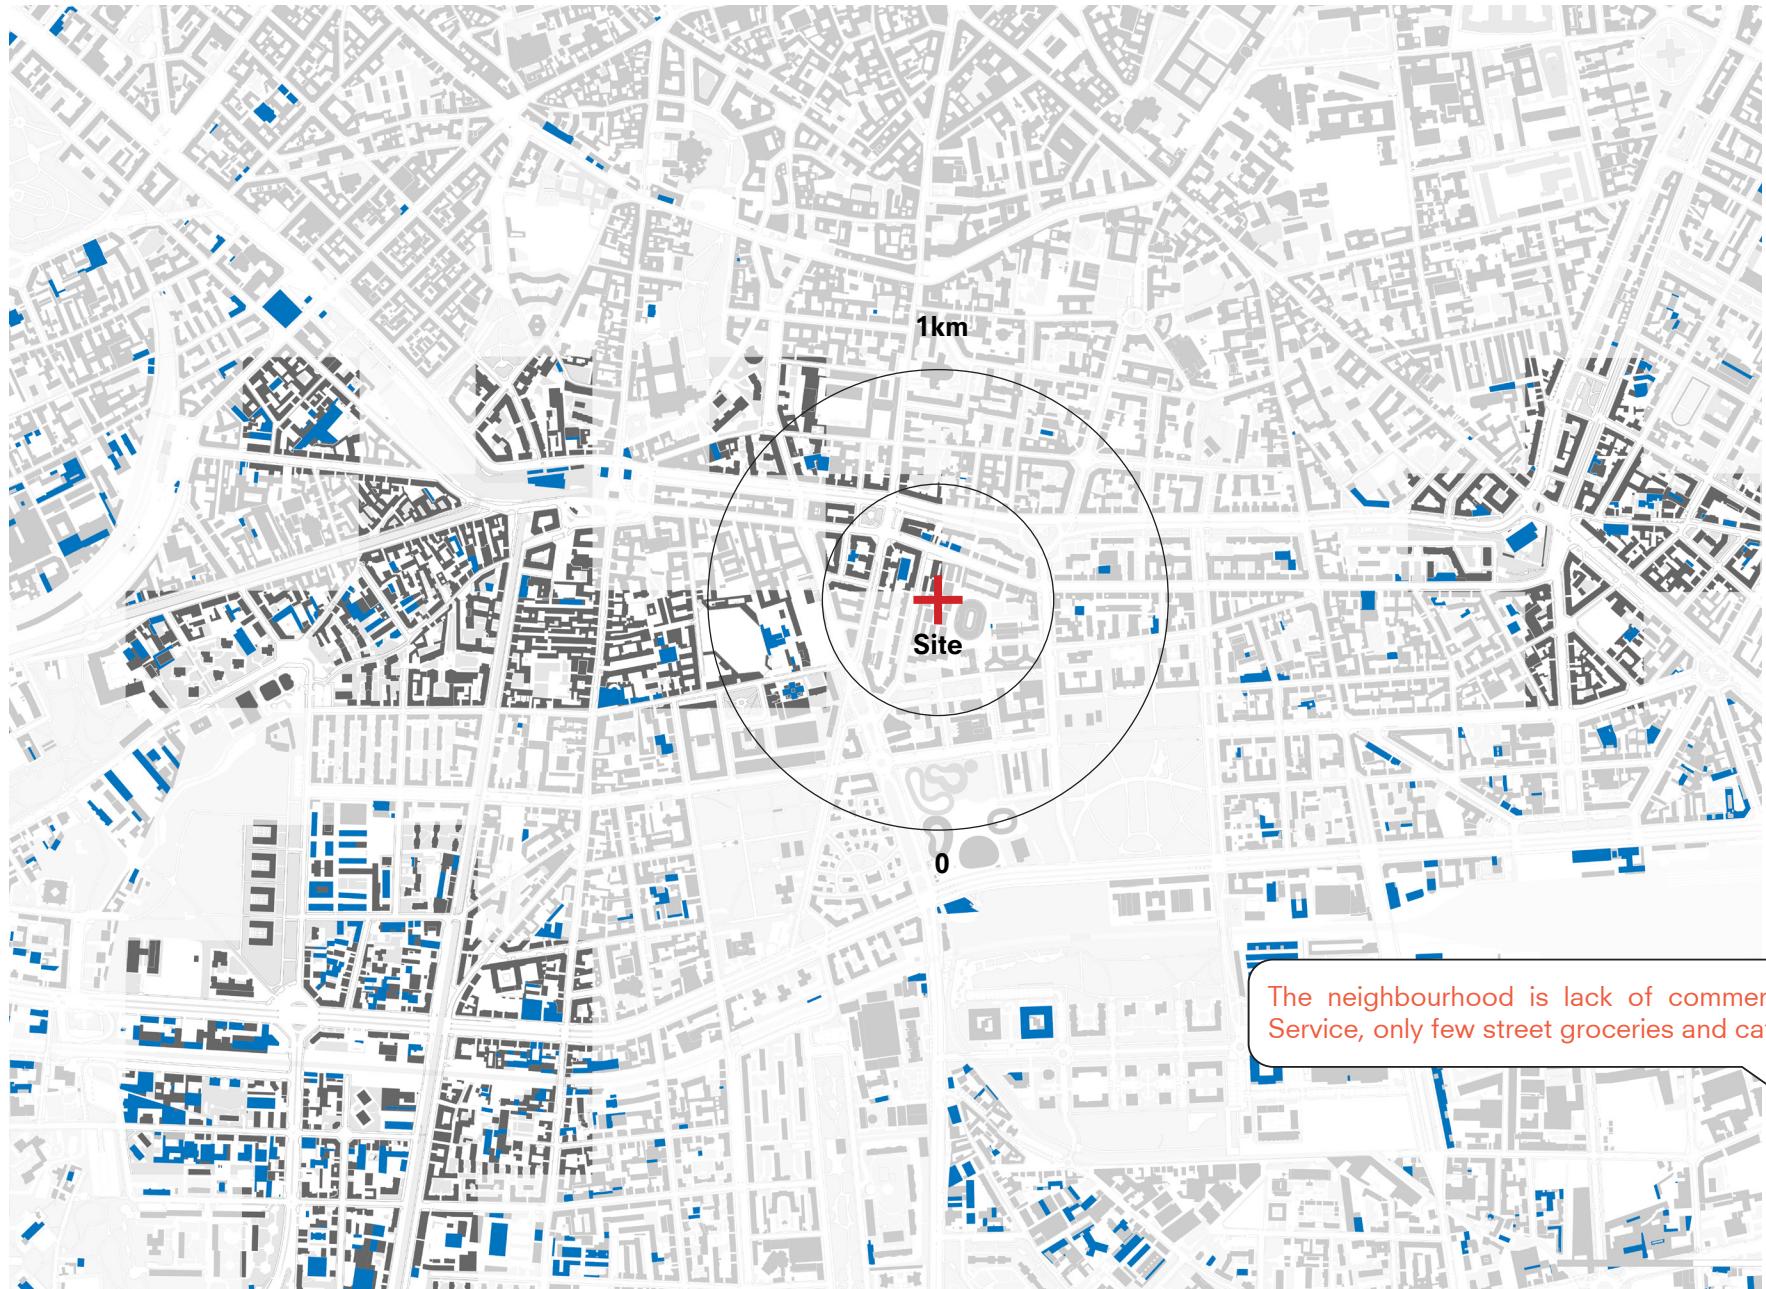 1km
Site
0
The neighbourhood is lack of commer
Service, only few street groceries and ca